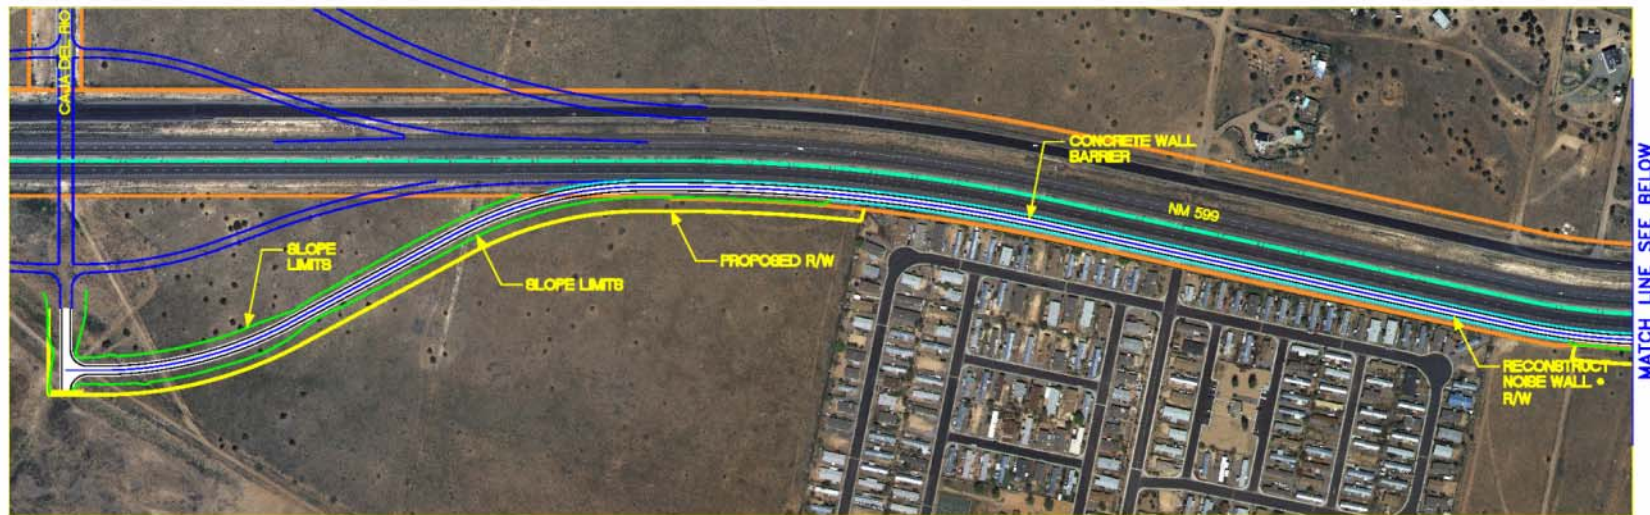 CAJA DEL RIO
CONCRETE WALL
BARRIER
NM 599
SLOPE
LIMITS
SLOPE LIMITS
PROPOSED R/W
RECONSTRUCT
NOISE WALL •
R/W
MATCH LINE SEE BELOW